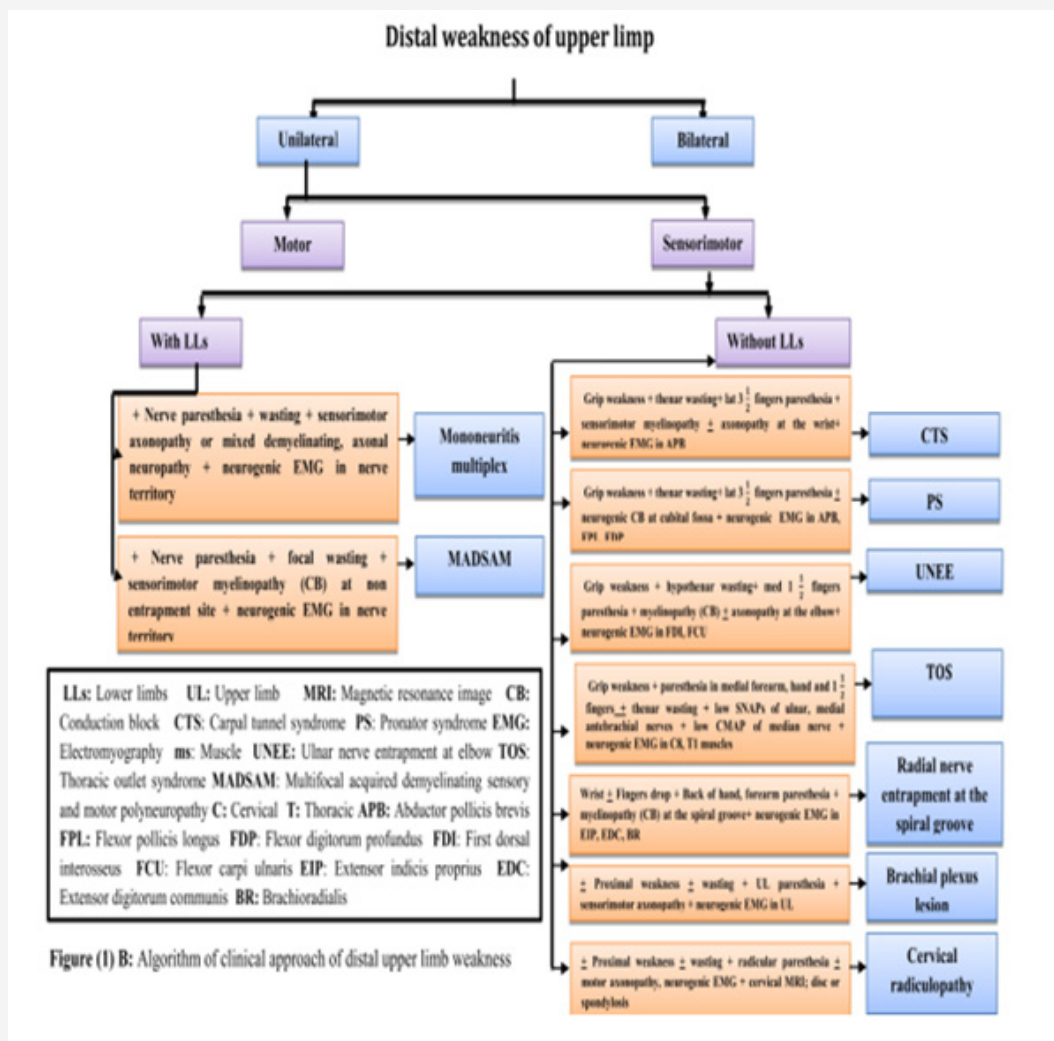 Distal weakness of upper limp
Unilateral
Bilateral
Motor
Sensorimotor
With LLs
Without LLs
+ Nerve paresthesia + wasting + sensorimotor
axonopathy or mixed demyelinating, axonal
neuropathy + neurogenic EMG in nerve
territory
Mononeuritis
multiplex
+ Nerve paresthesia + focal wasting +
sensorimotor myelinopathy (CB) at non
entrapment site + neurogenic EMG in nerve
territory
MADSAM
Grip weakness + thenar wasting+ lat 3 1/2 fingers paresthesia +
sensorimotor myelinopathy ± axonopathy at the wrist+
neurogenic EMG in APB
CTS
Grip weakness + thenar wasting+ lat 3 1/2 fingers paresthesia ±
neurogenic CB at cubital fossa + neurogenic EMG in APB,
FPL, FDP
PS
Grip weakness + hypothenar wasting+ med 1 1/2 fingers
paresthesia + myelinopathy (CB) ± axonopathy at the elbow+
neurogenic EMG in FDI, FCU
UNEE
Grip weakness + paresthesia in medial forearm, hand and 1 1/2
fingers ± thenar wasting + low SNAPs of ulnar, medial
antebrachial nerves + low CMAP of median nerve +
neurogenic EMG in C8, T1 muscles
TOS
Wrist ± Fingers drop + Back of hand, forearm paresthesia +
myelinopathy (CB) at the spiral groove+ neurogenic EMG in
EIP, EDC, BR
Radial nerve
entrapment at the
spiral groove
± Proximal weakness ± wasting + UL paresthesia +
sensorimotor axonopathy + neurogenic EMG in UL
Brachial plexus
lesion
± Proximal weakness ± wasting + radicular paresthesia ±
motor axonopathy, neurogenic EMG + cervical MRI; disc or
spondylosis
Cervical
radiculopathy
LLs: Lower limbs UL: Upper limb MRI: Magnetic resonance image CB:
Conduction block CTS: Carpal tunnel syndrome PS: Pronator syndrome EMG:
Electromyography ms: Muscle UNEE: Ulnar nerve entrapment at elbow TOS:
Thoracic outlet syndrome MADSAM: Multifocal acquired demyelinating sensory
and motor polyneuropathy C: Cervical T: Thoracic APB: Abductor pollicis brevis
FPL: Flexor pollicis longus FDP: Flexor digitorum profundus FDI: First dorsal
interosseus FCU: Flexor carpi ulnaris EIP: Extensor indicis proprius EDC:
Extensor digitorum communis BR: Brachioradialis
Figure (1) B: Algorithm of clinical approach of distal upper limb weakness